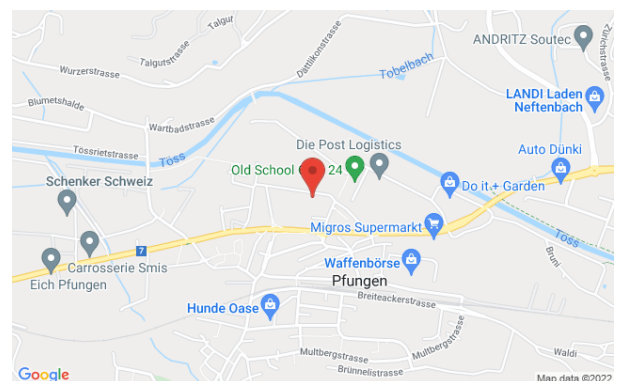 Talgur
Talgutstrasse
Dättlikonstrasse
Tobelbach
Zürichstrasse
ANDRITZ Soutec
Wurzerstrasse
Blumetshalde
Wartbadstrasse
LANDI Laden
Neftenbach
Tössrietstrasse
Töss
Die Post Logistics
Auto Dünki
Old School
24
Schenker Schweiz
Do it + Garden
Migros Supermarkt
Töss
7
Carrosserie Smis
Eich Pfungen
Waffenbörse
Bruni
Pfungen
Breiteackerstrasse
Hunde Oase
Multbergstrasse
Multbergstrasse
Waldi
Brünnelistrasse
Google
Map data ©2022